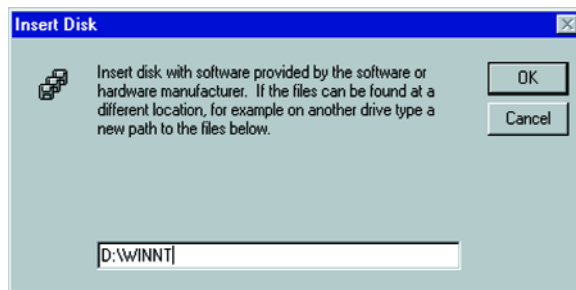 Insert Disk
Insert disk with software provided by the software or
hardware manufacturer. If the files can be found at a
different location, for example on another drive type a
new path to the files below.
OK
Cancel
D:\WINNT